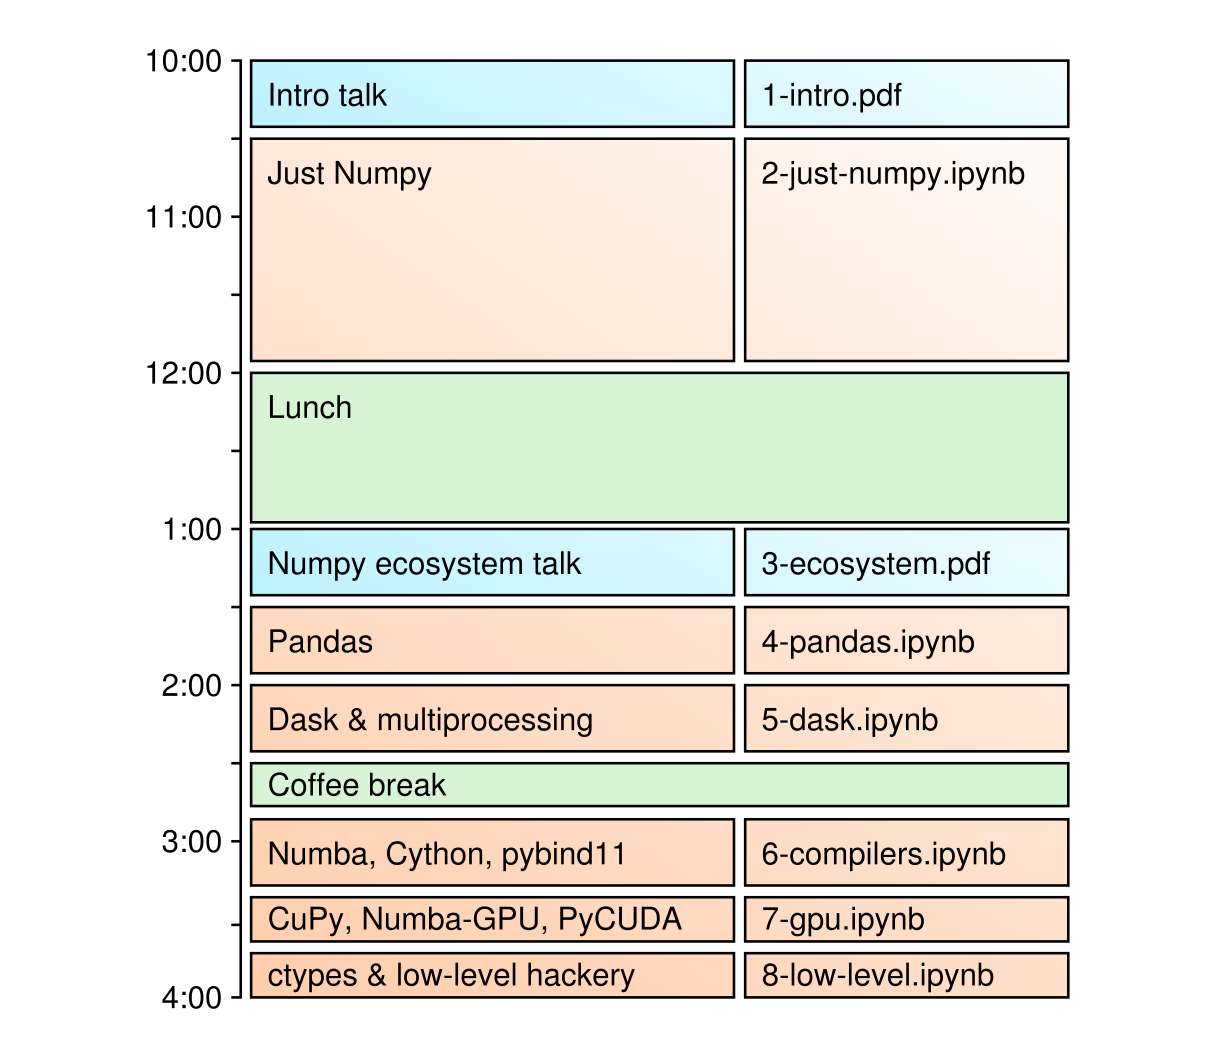 10:00
Intro talk 1-intro.pdf
Just Numpy 2-just-numpy.ipynb
11:00
12:00
Lunch
1:00
Numpy ecosystem talk 3-ecosystem.pdf
Pandas 4-pandas.ipynb
2:00
Dask & multiprocessing 5-dask.ipynb
Coffee break
3:00
Numba, Cython, pybind11 6-compilers.ipynb
CuPy, Numba-GPU, PyCUDA 7-gpu.ipynb
ctypes & low-level hackery 8-low-level.ipynb
4:00